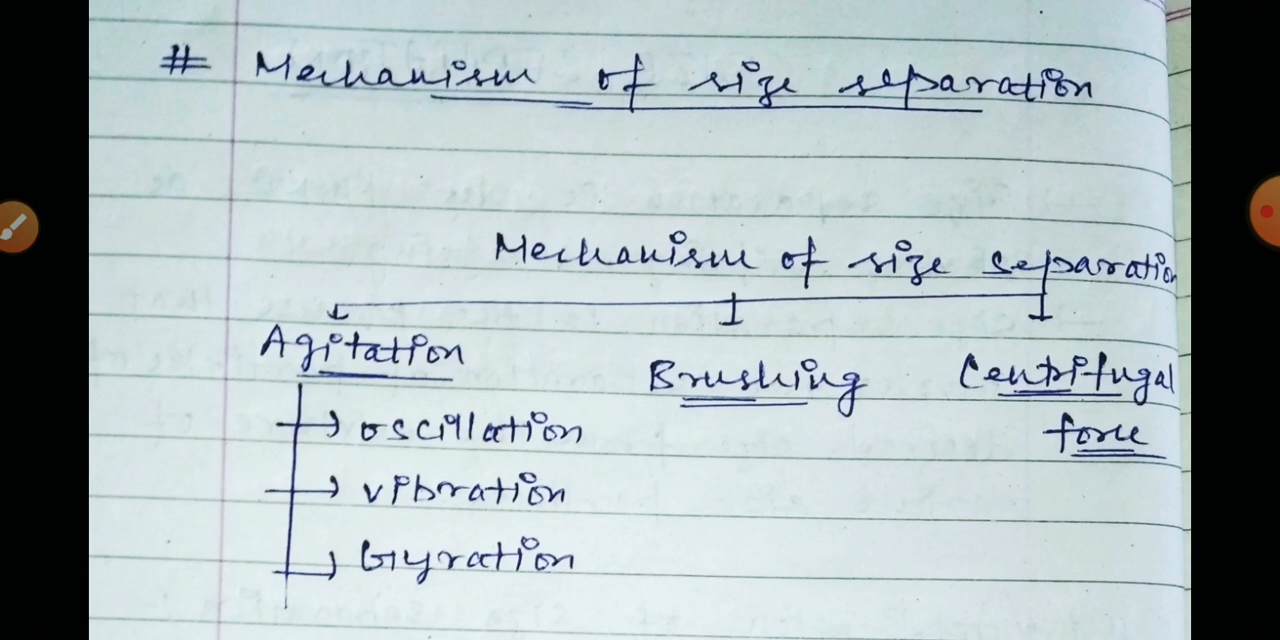 # Mechanism of size separation
Mechanism of size separation
Agitation
Brushing
Centrifugal
force
oscillation
vibration
Gyration